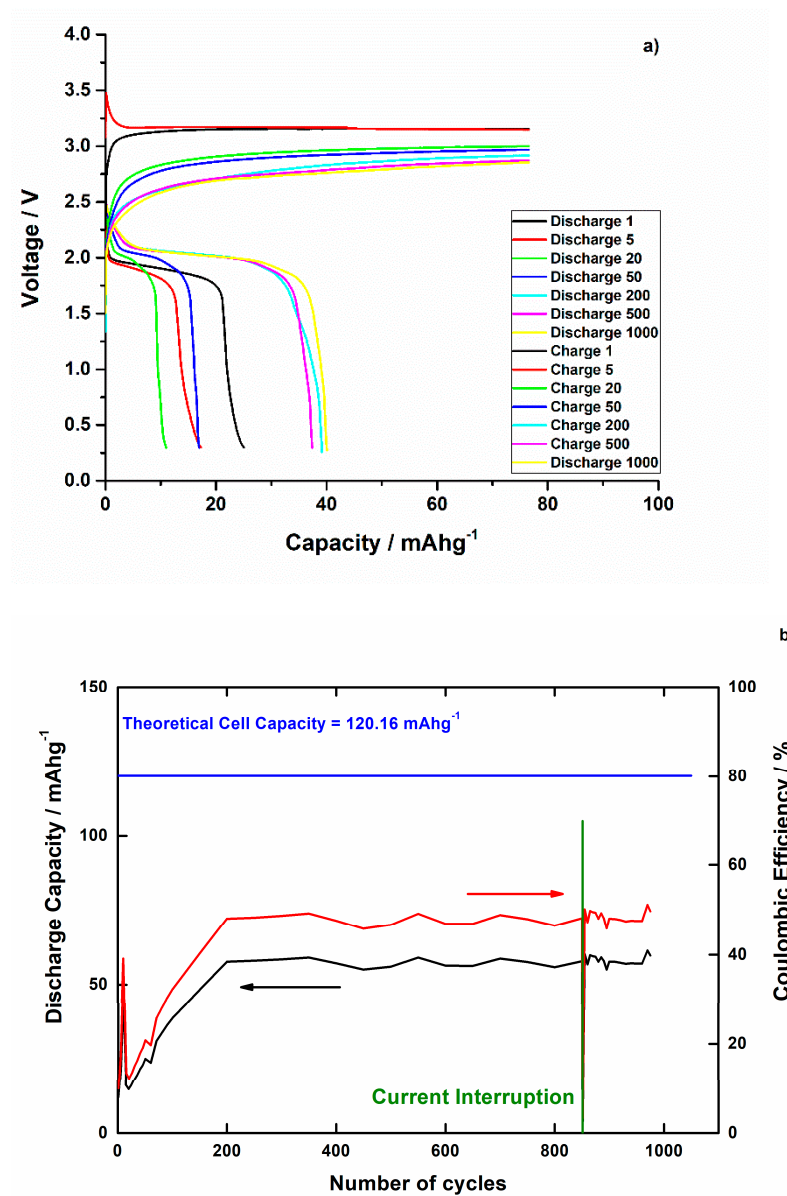 a)
4.0
3.5
3.0
2.5
2.0
1.5
1.0
0.5
0.0
Voltage / V
0 20 40 60 80 100
Capacity / mAhg-1
Discharge 1
Discharge 5
Discharge 20
Discharge 50
Discharge 200
Discharge 500
Discharge 1000
Charge 1
Charge 5
Charge 20
Charge 50
Charge 200
Charge 500
Discharge 1000
b
150
100
50
0
Discharge Capacity / mAhg-1
Theoretical Cell Capacity = 120.16 mAhg-1
Current Interruption
100
80
60
40
20
0
Coulombic Efficiency / %
0 200 400 600 800 1000
Number of cycles